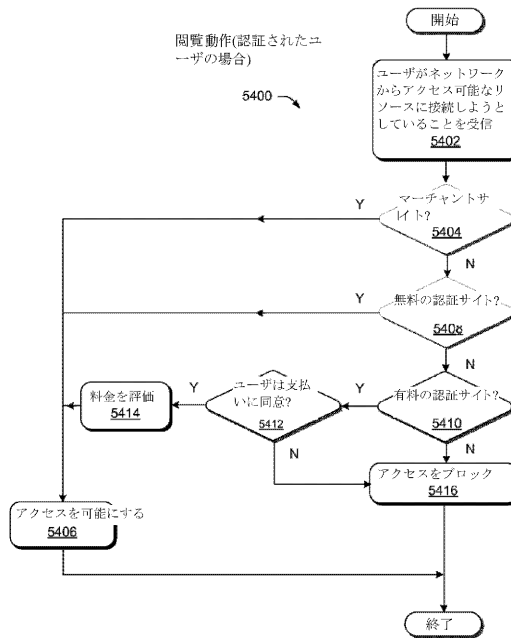 開始
閲覧動作(認証されたユ
ーザの場合)
5400
ユーザがネットワーク
からアクセス可能なリ
ソースに接続しようと
していることを受信
5402
マーチャントサ
イト?
5404
Y
N
無料の認証サイト?
5408
Y
N
有料の認証サイト?
5410
Y
N
ユーザは支払
いに同意?
5412
Y
N
料金を評価
5414
アクセスをブロック
5416
アクセスを可能にする
5406
終了